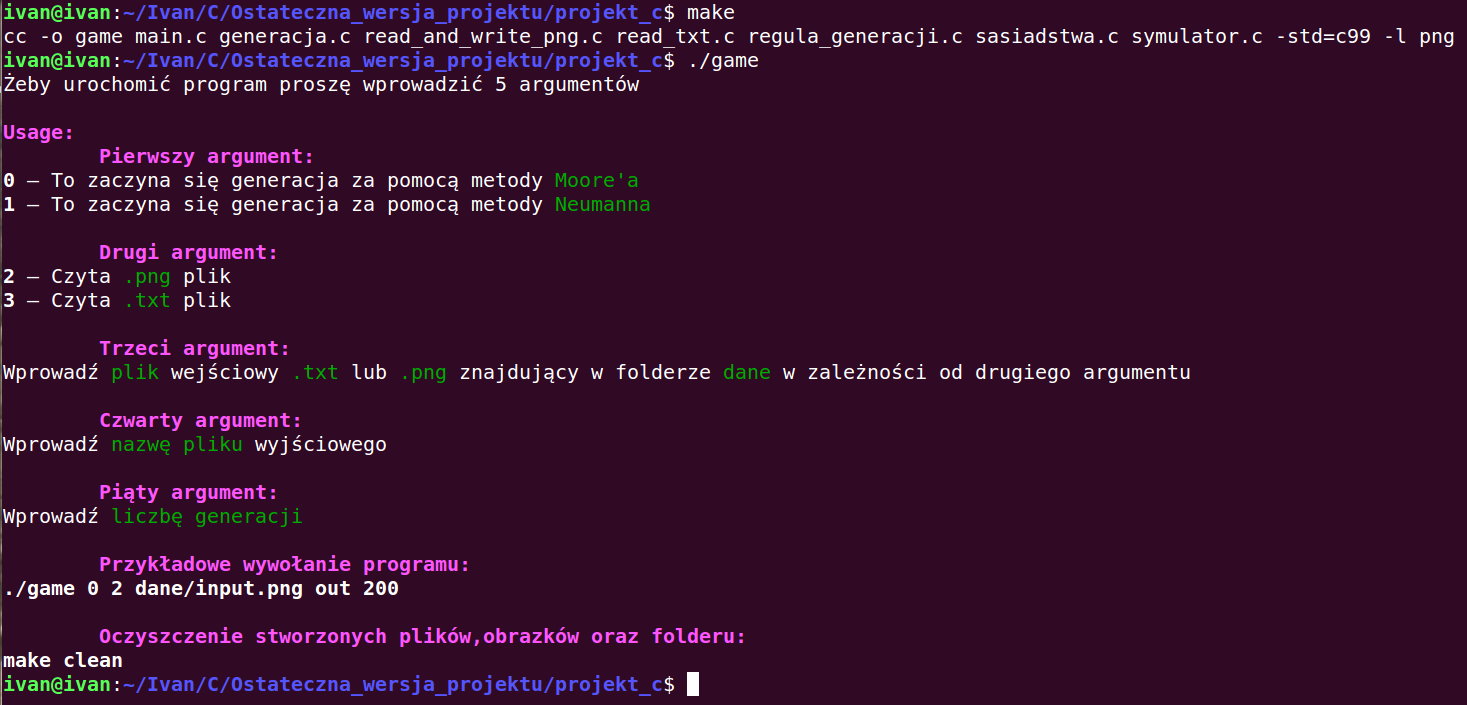 ivan@ivan:~/Ivan/C/Ostateczna_wersja_projektu/projekt_c$ make
cc -o game main.c generacja.c read_and_write_png.c read_txt.c regula_generacji.c sasiadstwa.c symulator.c -std=c99 -l png
ivan@ivan:~/Ivan/C/Ostateczna_wersja_projektu/projekt_c$ ./game
Żeby urochomić program proszę wprowadzić 5 argumentów
Usage:
Pierwszy argument:
0 – To zaczyna się generacja za pomocą metody Moore'a
1 – To zaczyna się generacja za pomocą metody Neumanna
Drugi argument:
2 – Czyta .png plik
3 – Czyta .txt plik
Trzeci argument:
Wprowadź plik wejściowy .txt lub .png znajdujący w folderze dane w zależności od drugiego argumentu
Czwarty argument:
Wprowadź nazwę pliku wyjściowego
Piąty argument:
Wprowadź liczbę generacji
Przykładowe wywołanie programu:
./game 0 2 dane/input.png out 200
Oczyszczenie stworzonych plików,obrazków oraz folderu:
make clean
ivan@ivan:~/Ivan/C/Ostateczna_wersja_projektu/projekt_c$